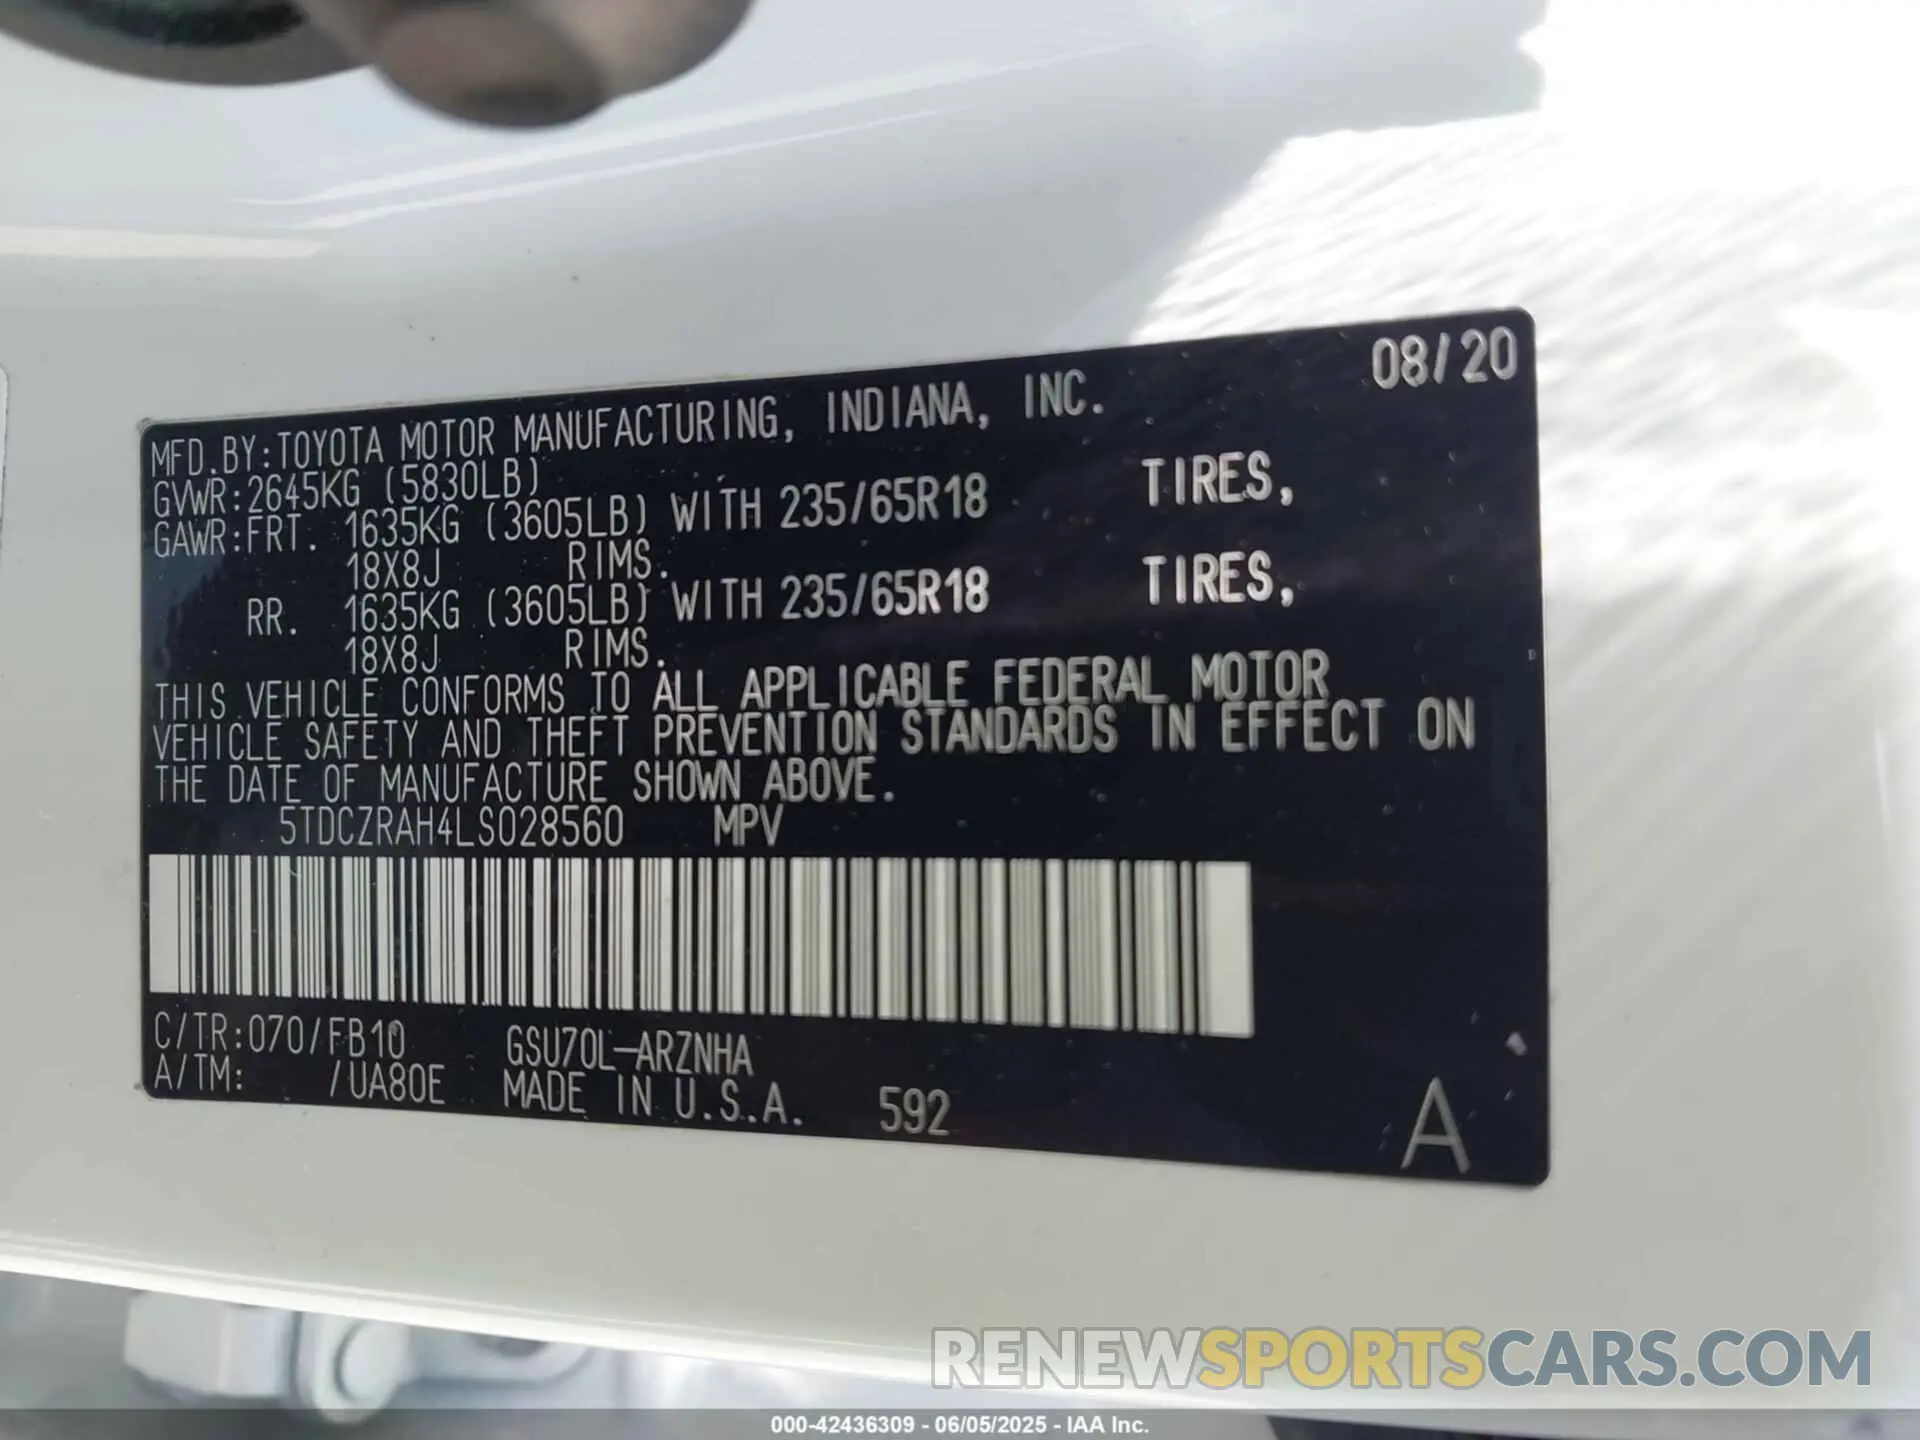 08/20
MFD.BY:TOYOTA MOTOR MANUFACTURING, INDIANA, INC.
GVWR:2645KG (5830LB)
GAWR:FRT. 1635KG (3605LB) WITH 235/65R18 TIRES,
18X8J RIMS.
RR. 1635KG (3605LB) WITH 235/65R18 TIRES,
18X8J RIMS.
THIS VEHICLE CONFORMS TO ALL APPLICABLE FEDERAL MOTOR
VEHICLE SAFETY AND THEFT PREVENTION STANDARDS IN EFFECT ON
THE DATE OF MANUFACTURE SHOWN ABOVE.
5TDCZRAH4LS028560 MPV
C/TR:070/FB10 GSU70L-ARZNHA
A/TM: /UA80E MADE IN U.S.A. 592
A
RENEWSPORTSCARS.COM
000-42436309 - 06/05/2025 - IAA Inc.